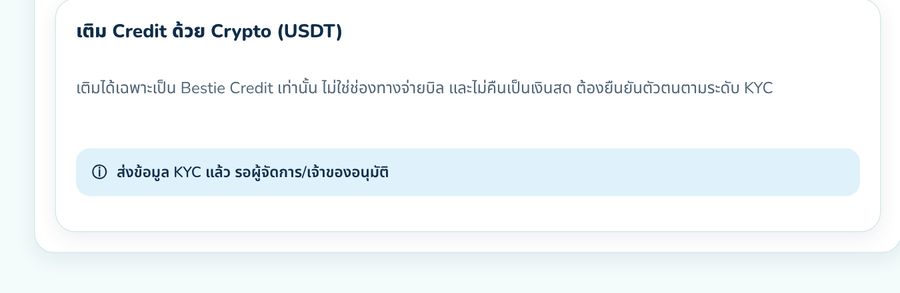 เติม Credit ด้วย Crypto (USDT)
เติมได้เฉพาะเป็น Bestie Credit เท่านั้น ไม่ใช่ช่องทางจ่ายบิล และไม่คืนเป็นเงินสด ต้องยืนยันตัวตนตามระดับ KYC
ⓘ ส่งข้อมูล KYC แล้ว รอผู้จัดการ/เจ้าของอนุมัติ